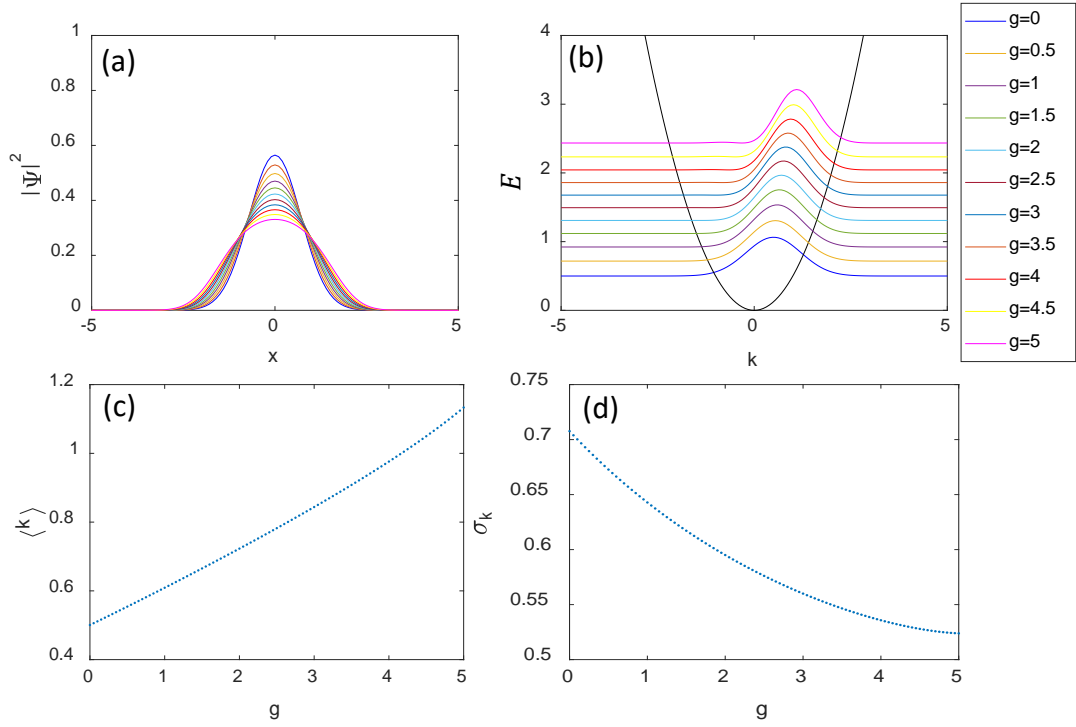 (a)
1
0.8
0.6
0.4
0.2
0
-5
0
5
x
|Ψ|²
(b)
4
3
2
1
0
-5
0
5
k
E
g=0
g=0.5
g=1
g=1.5
g=2
g=2.5
g=3
g=3.5
g=4
g=4.5
g=5
(c)
1.2
1
0.8
0.6
0.4
0
1
2
3
4
5
g
⟨k⟩
(d)
0.75
0.7
0.65
0.6
0.55
0.5
0
1
2
3
4
5
g
σk